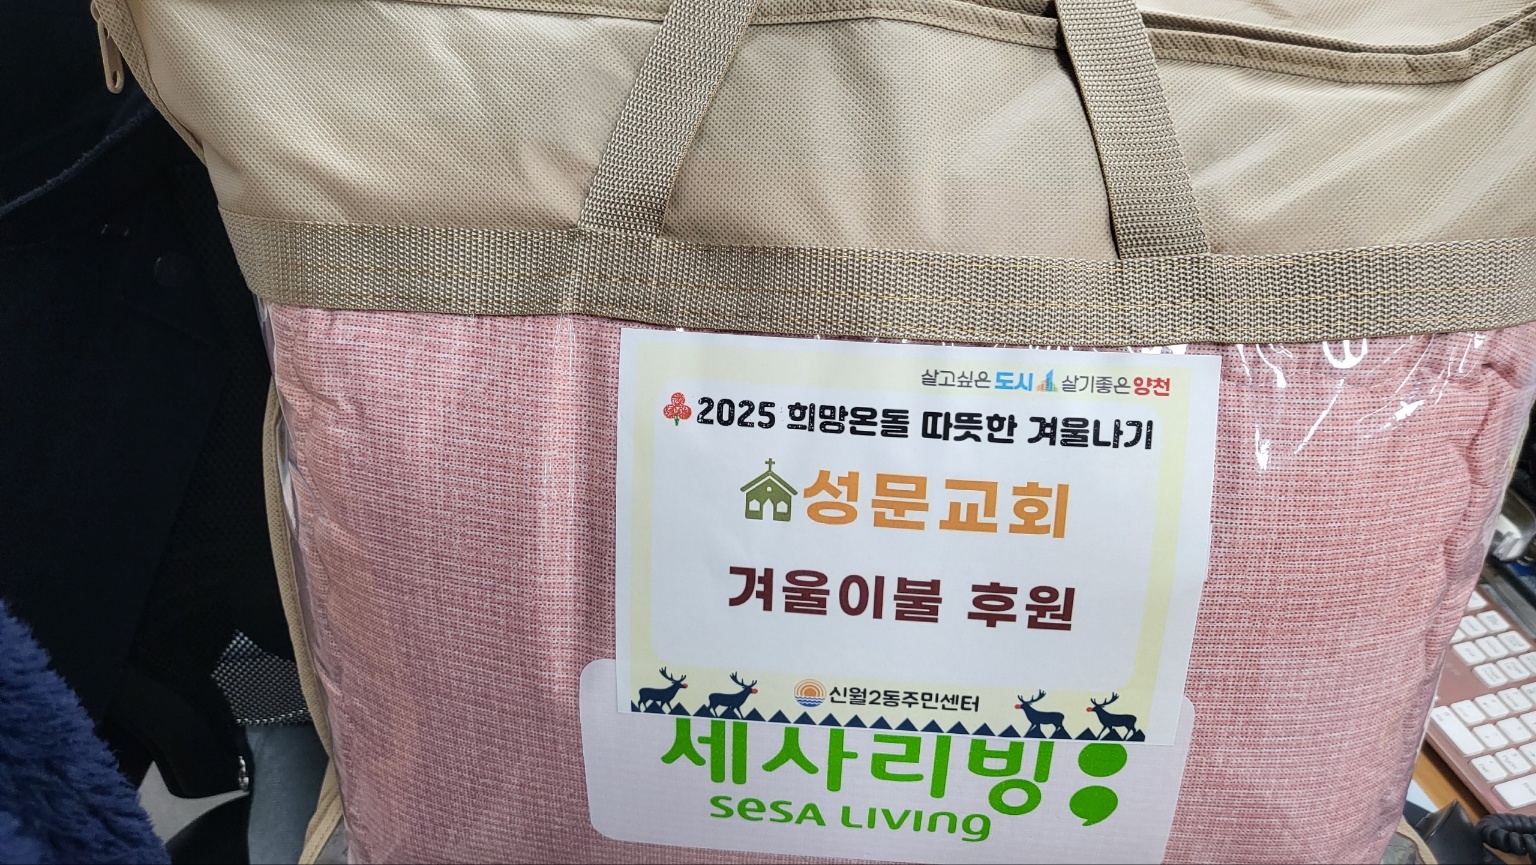 살고싶은 도시 살기좋은 양천
2025 희망온돌 따뜻한 겨울나기
성문교회
겨울이불 후원
신월2동주민센터
세사리빙
SeSA LIVIng